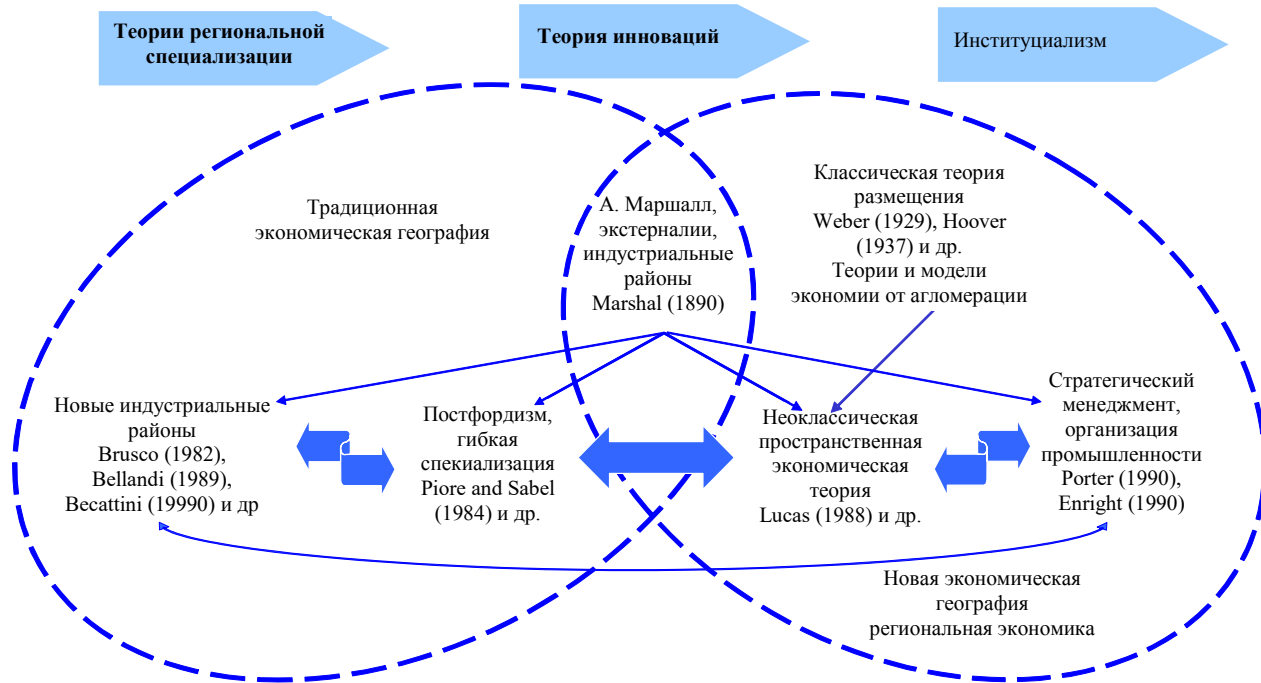 Теории региональной
специализации
Теория инноваций
Институциализм
Традиционная
экономическая география
А. Маршалл,
экстерналии,
индустриальные
районы
Marshal (1890)
Классическая теория
размещения
Weber (1929), Hoover
(1937) и др.
Теории и модели
экономии от агломерации
Новые индустриальные
районы
Brusco (1982),
Bellandi (1989),
Becattini (19990) и др
Постфордизм,
гибкая
спекиализация
Piore and Sabel
(1984) и др.
Неоклассическая
пространственная
экономическая
теория
Lucas (1988) и др.
Стратегический
менеджмент,
организация
промышленности
Porter (1990),
Enright (1990)
Новая экономическая
география
региональная экономика